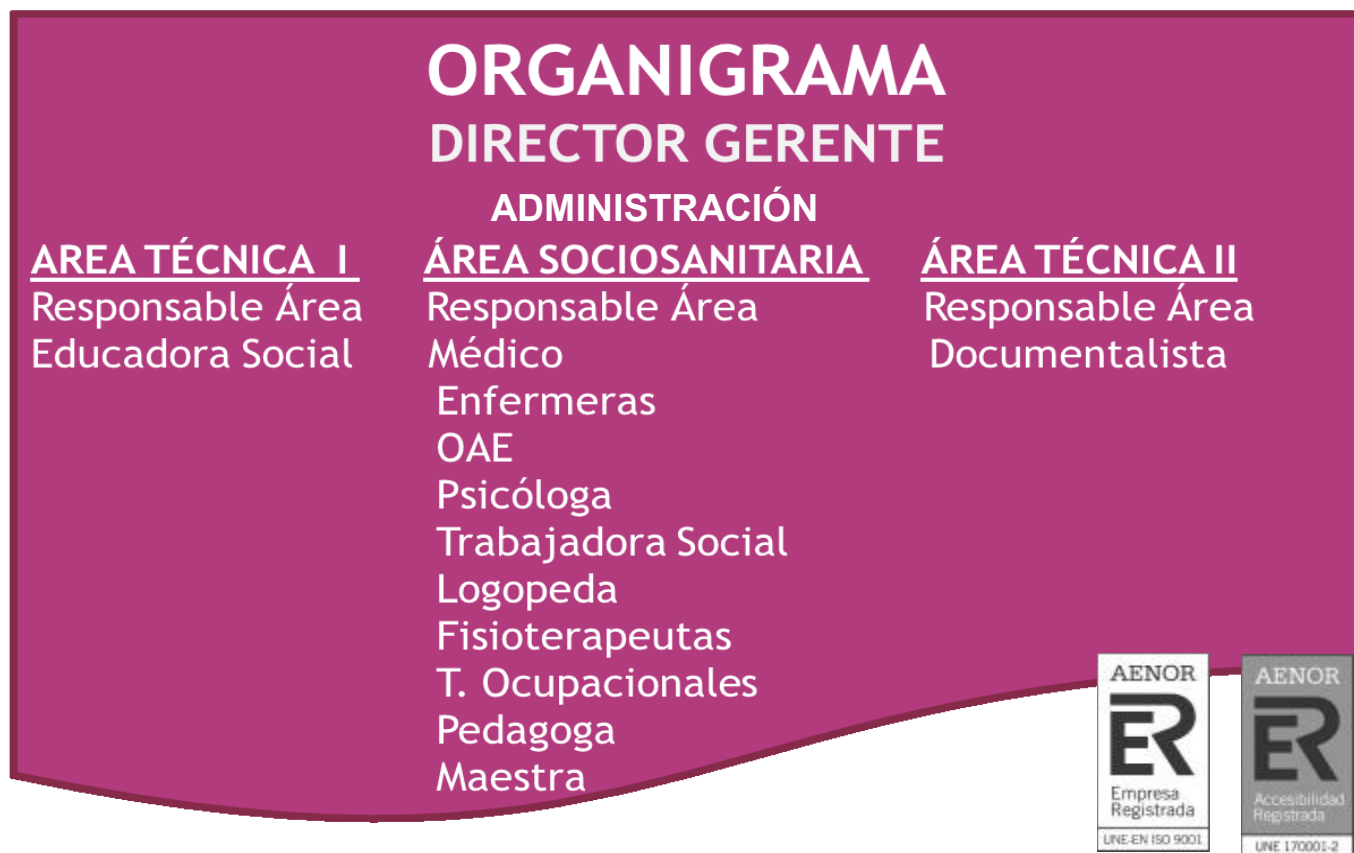 ORGANIGRAMA
DIRECTOR GERENTE
ADMINISTRACIÓN
AREA TÉCNICA I
Responsable Área
Educadora Social
ÁREA SOCIOSANITARIA
Responsable Área
Médico
Enfermeras
OAE
Psicóloga
Trabajadora Social
Logopeda
Fisioterapeutas
T. Ocupacionales
Pedagoga
Maestra
ÁREA TÉCNICA II
Responsable Área
Documentalista
AENOR
ER
Empresa
Registrada
UNE-EN ISO 9001
AENOR
ER
Accesibilidad
Registrada
UNE 170001-2